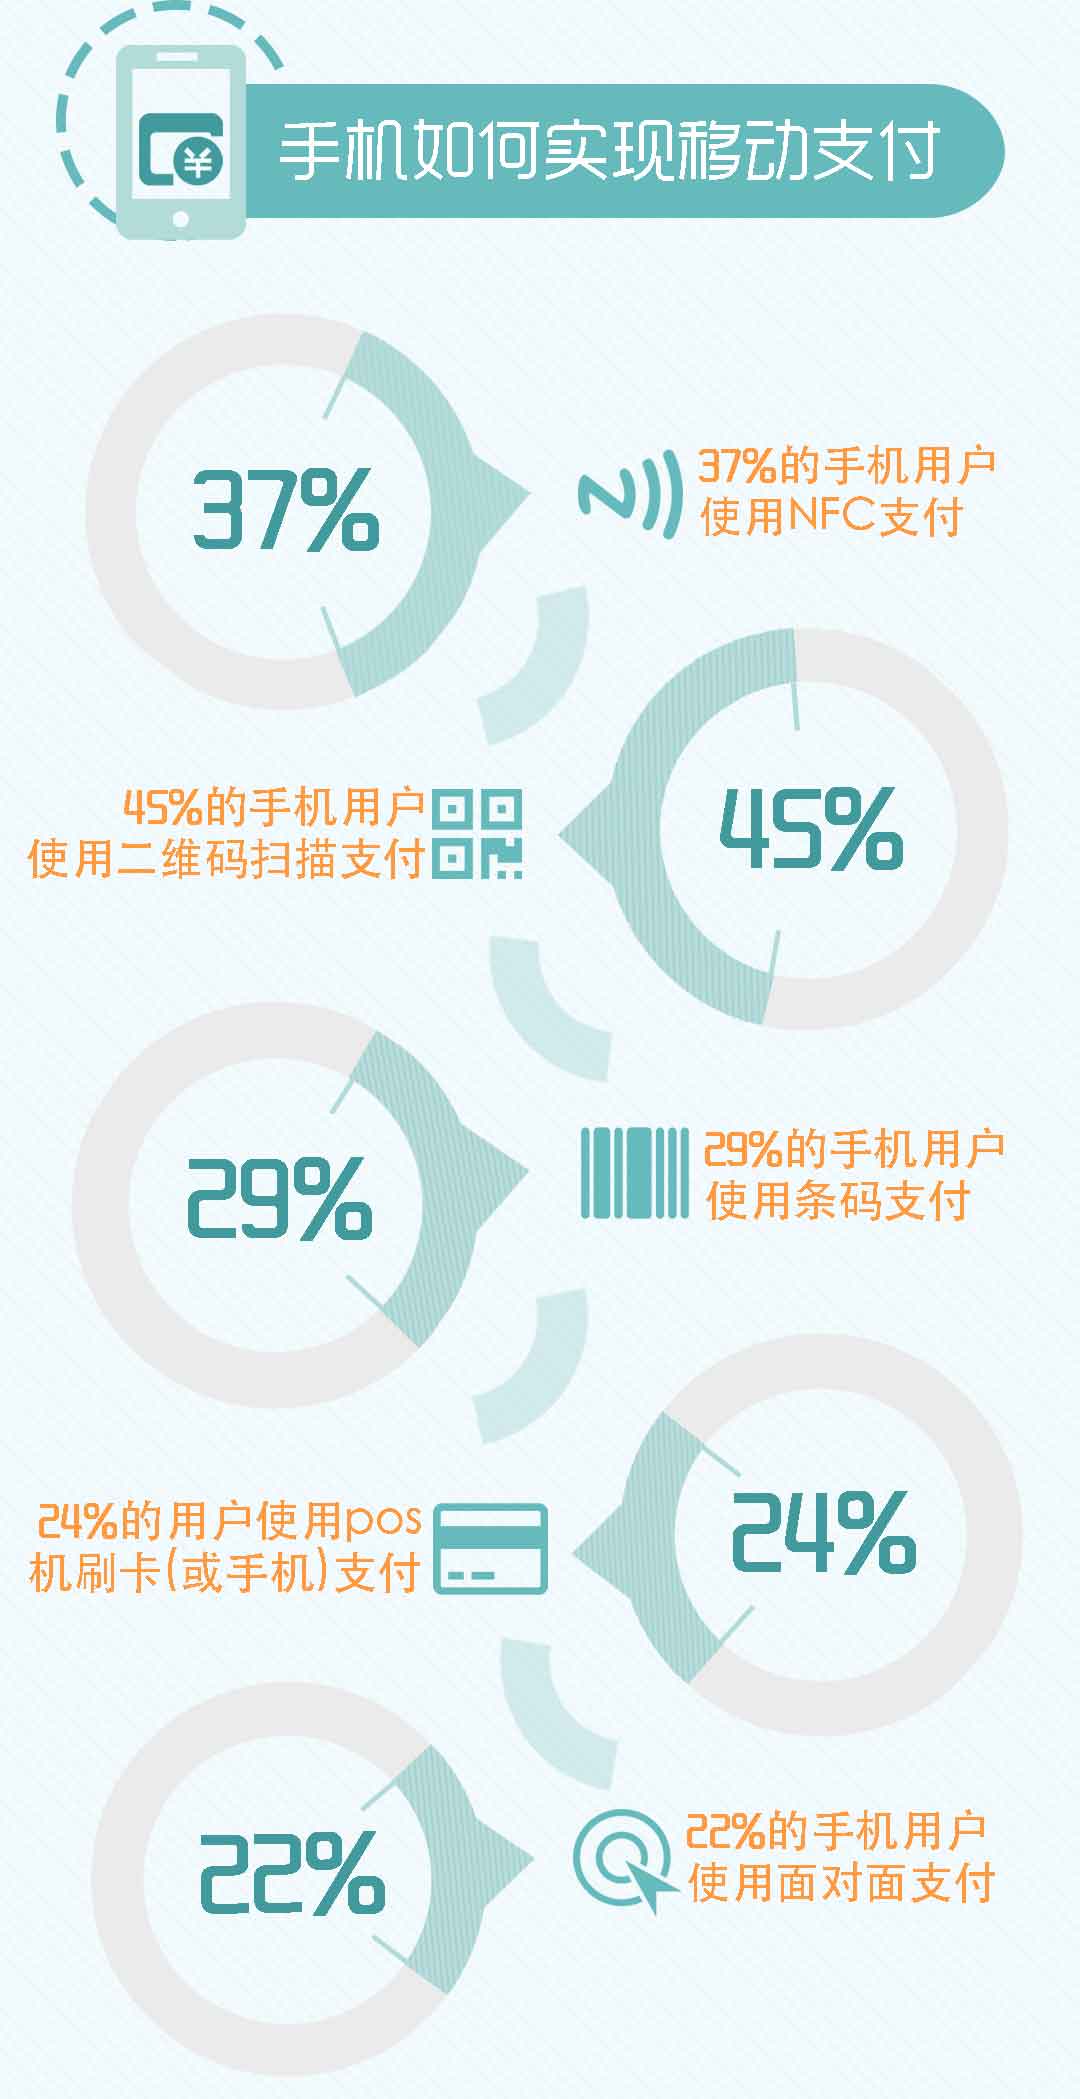 ¥
手机如何实现移动支付
37%
37%的手机用户
使用NFC支付
45%的手机用户
使用二维码扫描支付
45%
29%
29%的手机用户
使用条码支付
24%的用户使用pos
机刷卡(或手机)支付
24%
22%
22%的手机用户
使用面对面支付